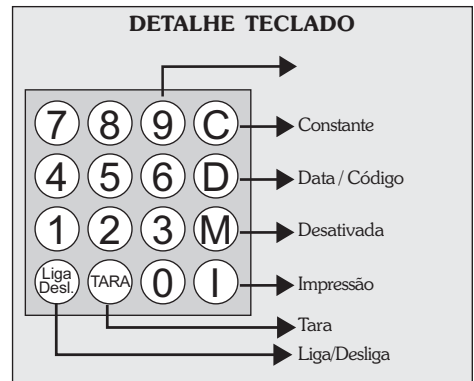 DETALHE TECLADO
7 8 9 C Constante
4 5 6 D Data / Código
1 2 3 M Desativada
Liga Desl. TARA 0 I Impressão
Tara
Liga/Desliga